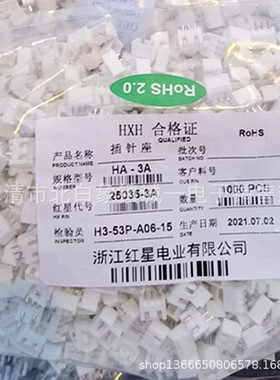 RoHS 2.0
HXH 合格证 RoHS
QUALIFIED
产品名称 插针座 批次号
PRODUCT NAME BATCH NO
规格型号 HA-3A 客户料号
红星代号 25035-3A 数量 1000 PCS
HX P/N
检验员 H3-53P-A06-15 生产日期 2021.07.02
INSPECTOR
浙江红星电业有限公司